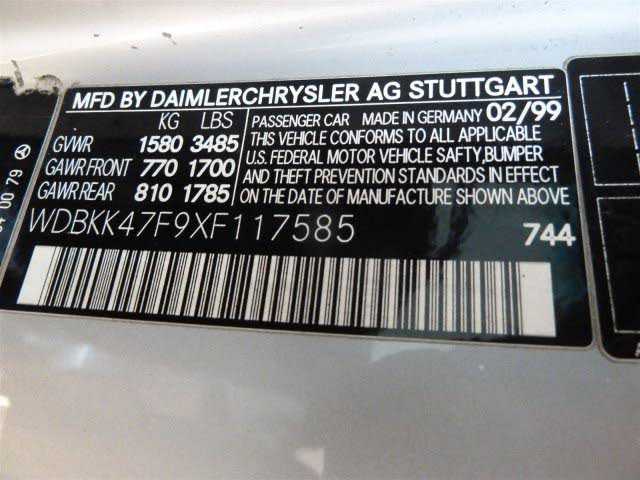 MFD BY DAIMLERCHRYSLER AG STUTTGART
KG LBS
GVWR 1580 3485
GAWR FRONT 770 1700
GAWR REAR 810 1785
PASSENGER CAR MADE IN GERMANY 02/99
THIS VEHICLE CONFORMS TO ALL APPLICABLE
U.S. FEDERAL MOTOR VEHICLE SAFTY,BUMPER
AND THEFT PREVENTION STANDARDS IN EFFECT
ON THE DATE OF MANUFACTURE SHOWN ABOVE
WDBKK47F9XF117585
744
00 79